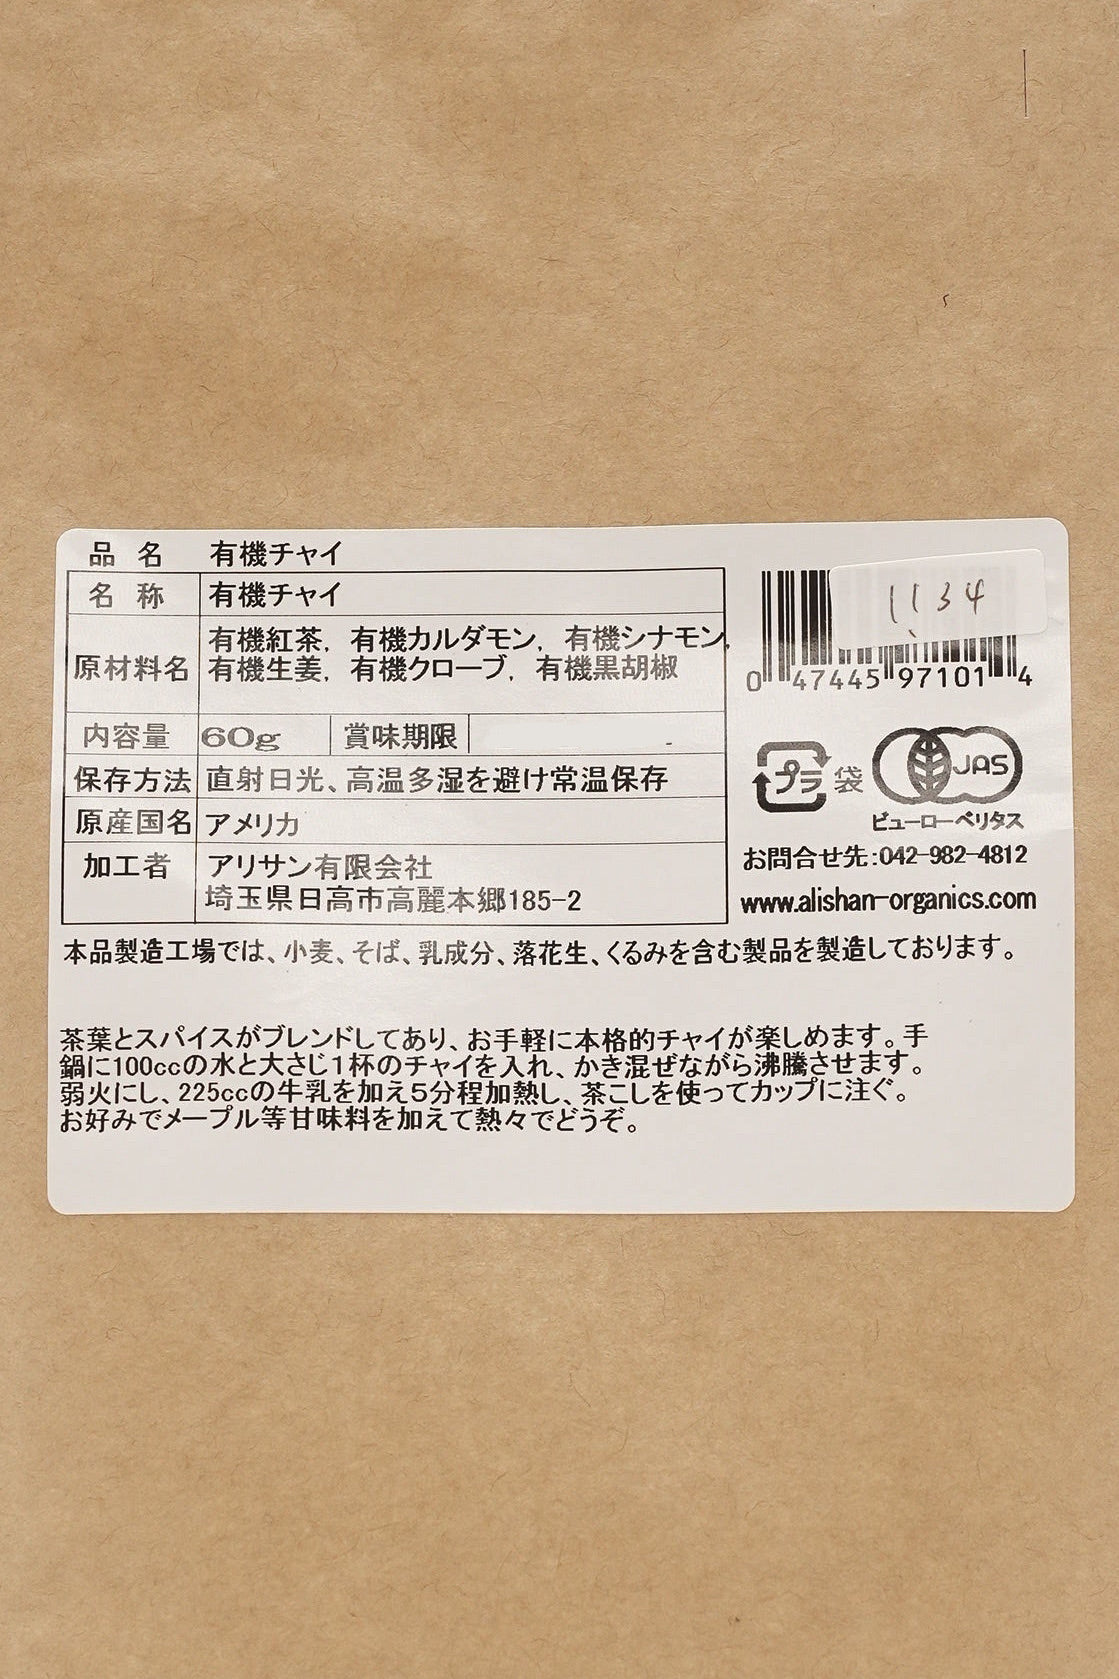 品 名 有機チャイ
名 称 有機チャイ
原材料名 有機紅茶, 有機カルダモン, 有機シナモン,
有機生姜, 有機クローブ, 有機黒胡椒
内容量 60g 賞味期限
保存方法 直射日光、高温多湿を避け常温保存
原産国名 アメリカ
加工者 アリサン有限会社
埼玉県日高市高麗本郷185-2
1134
0 47445 97101 4
プラ 袋 JAS
ビューローベリタス
お問合せ先:042-982-4812
www.alishan-organics.com
本品製造工場では、小麦、そば、乳成分、落花生、くるみを含む製品を製造しております。
茶葉とスパイスがブレンドしてあり、お手軽に本格的チャイが楽しめます。手
鍋に100ccの水と大さじ1杯のチャイを入れ、かき混ぜながら沸騰させます。
弱火にし、225ccの牛乳を加え5分程加熱し、茶こしを使ってカップに注ぐ。
お好みでメープル等甘味料を加えて熱々でどうぞ。